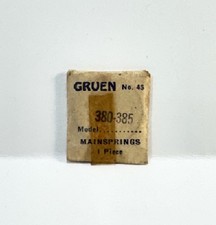 GRUEN No. 43
380-385
Model..........
MAINSPRINGS
1 Piece